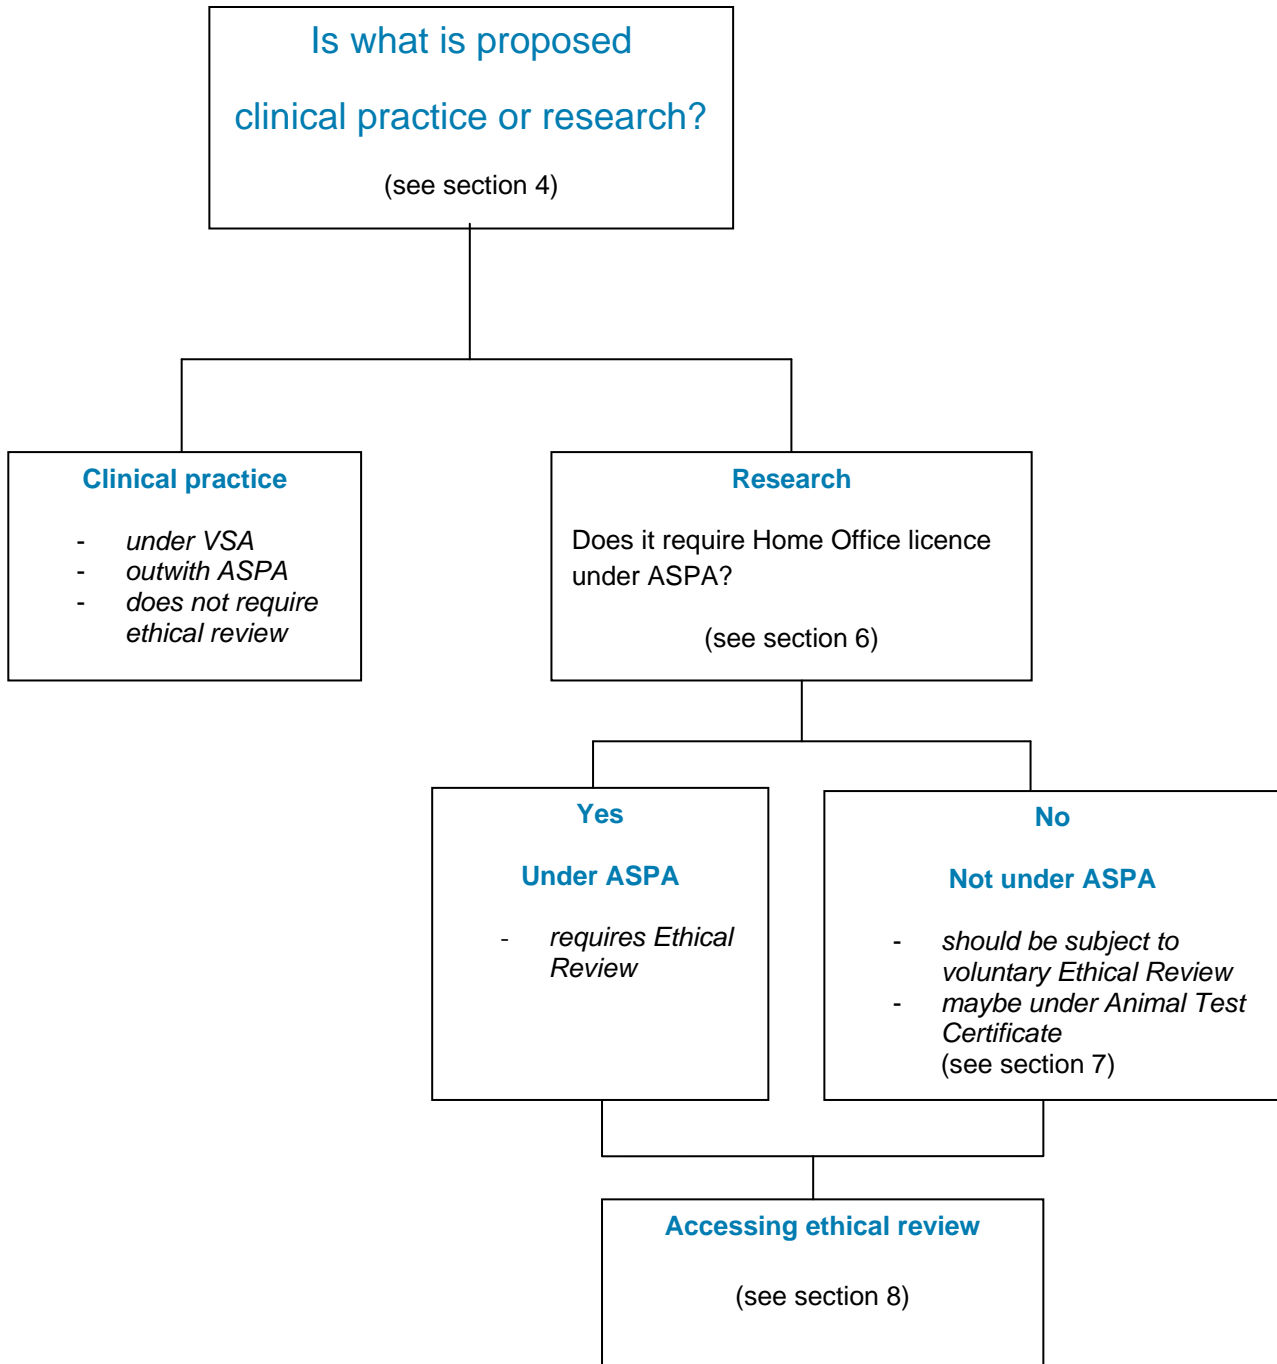 Is what is proposed
clinical practice or research?
(see section 4)
Clinical practice
- under VSA
- outwith ASPA
- does not require
ethical review
Research
Does it require Home Office licence
under ASPA?
(see section 6)
Yes
Under ASPA
- requires Ethical
Review
No
Not under ASPA
- should be subject to
voluntary Ethical Review
- maybe under Animal Test
Certificate
(see section 7)
Accessing ethical review
(see section 8)